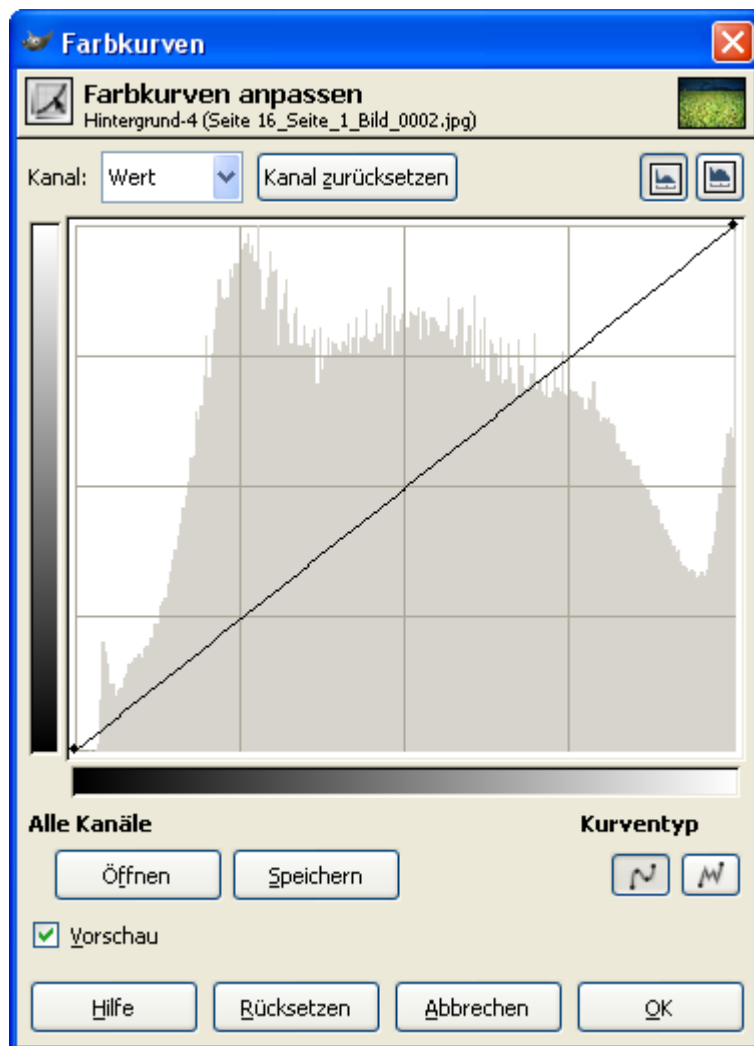 Farbkurven
Farbkurven anpassen
Hintergrund-4 (Seite 16_Seite_1_Bild_0002.jpg)
Kanal: Wert Kanal zurücksetzen
Alle Kanäle Kurventyp
Öffnen Speichern
Vorschau
Hilfe Rücksetzen Abbrechen OK